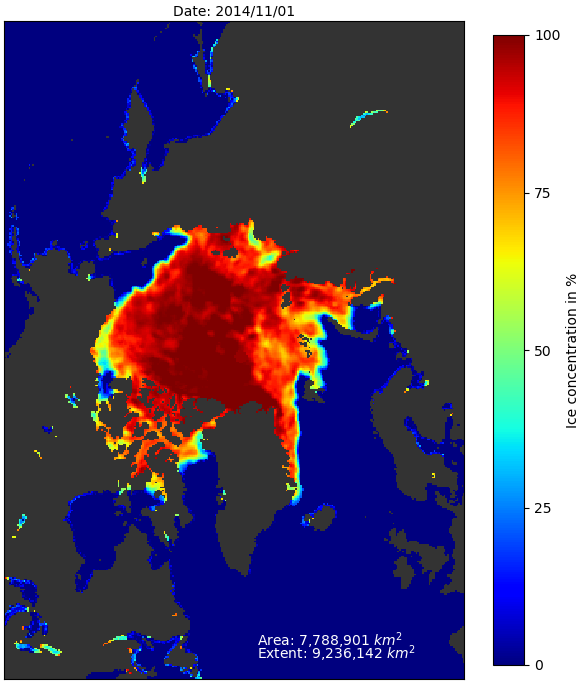 Date: 2014/11/01
100
75
50
25
0
Ice concentration in %
Area: 7,788,901 km²
Extent: 9,236,142 km²